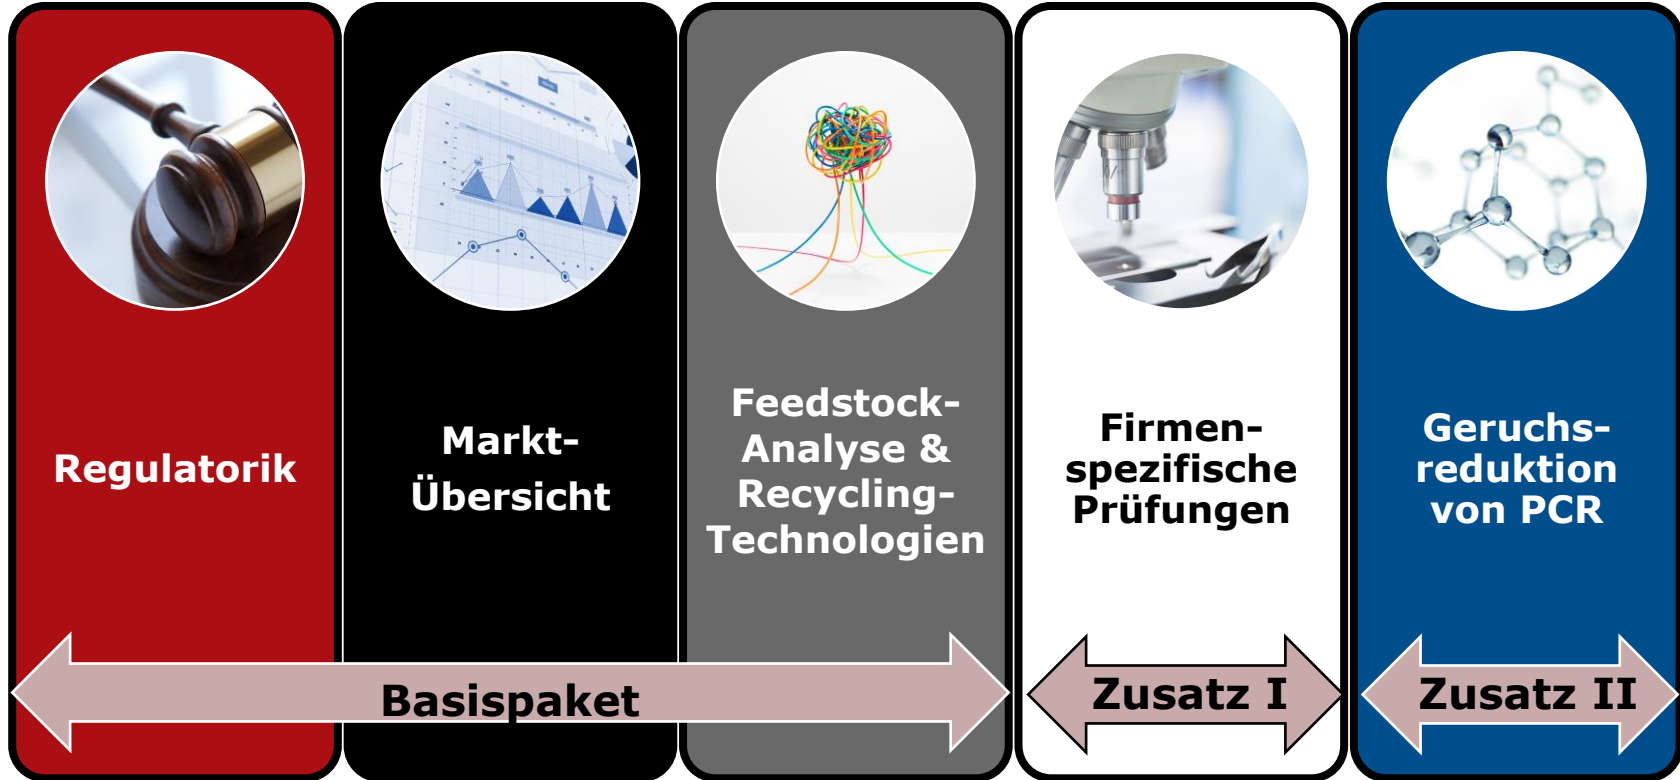 Regulatorik
Markt-
Übersicht
Feedstock-
Analyse &
Recycling-
Technologien
Firmen-
spezifische
Prüfungen
Geruchs-
reduktion
von PCR
Basispaket
Zusatz I
Zusatz II